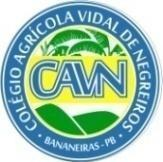 COLÉGIO AGRÍCOLA VIDAL DE NEGREIROS
CAVN
· BANANEIRAS-PB ·